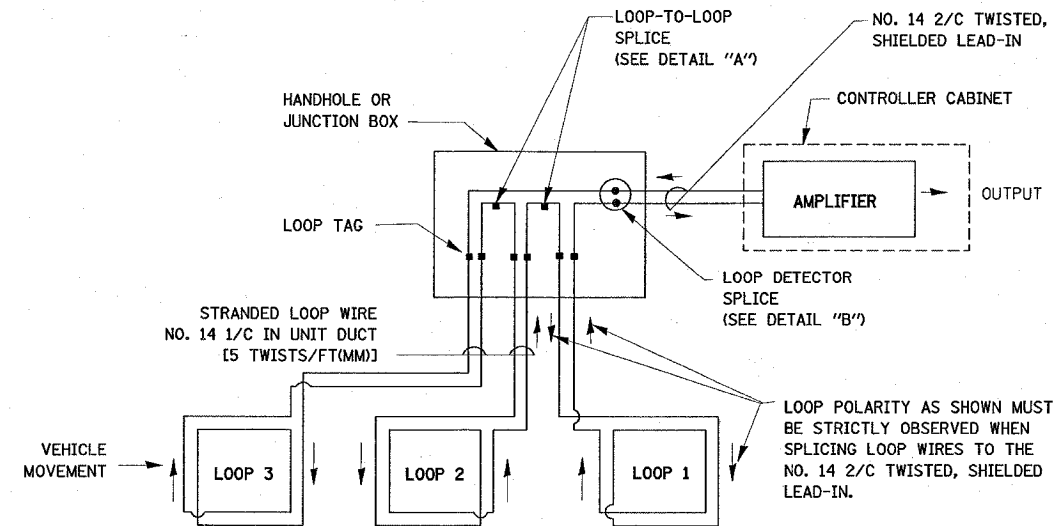 LOOP-TO-LOOP
SPLICE
(SEE DETAIL "A")
NO. 14 2/C TWISTED,
SHIELDED LEAD-IN
HANDHOLE OR
JUNCTION BOX
CONTROLLER CABINET
AMPLIFIER
OUTPUT
LOOP TAG
LOOP DETECTOR
SPLICE
(SEE DETAIL "B")
STRANDED LOOP WIRE
NO. 14 1/C IN UNIT DUCT
[5 TWISTS/FT(MM)]
LOOP POLARITY AS SHOWN MUST
BE STRICTLY OBSERVED WHEN
SPLICING LOOP WIRES TO THE
NO. 14 2/C TWISTED, SHIELDED
LEAD-IN.
VEHICLE
MOVEMENT
LOOP 3
LOOP 2
LOOP 1